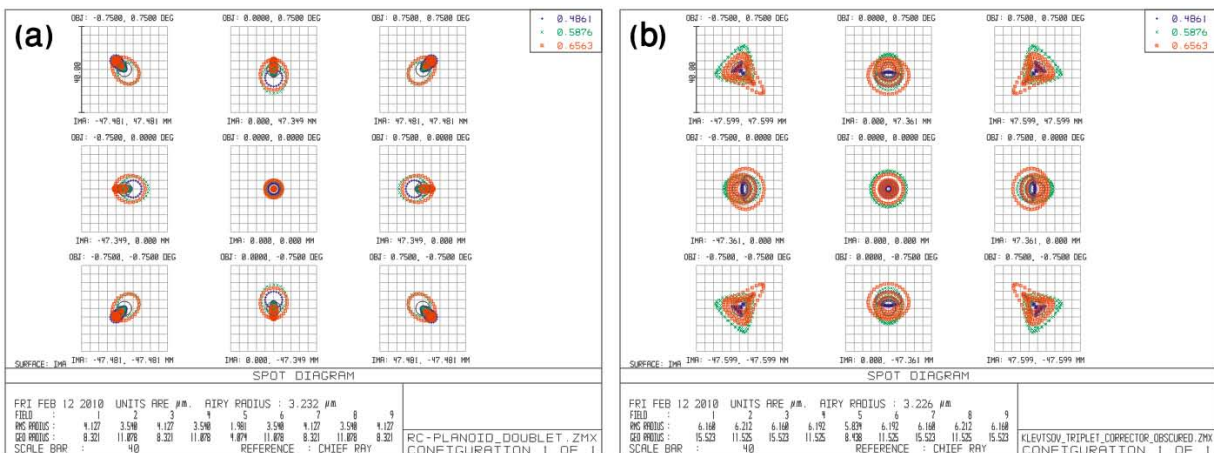 (a)
OBJ: -0.7500, 0.7500 DEG
OBJ: 0.0000, 0.7500 DEG
OBJ: 0.7500, 0.7500 DEG
0.4861
0.5876
0.6563
40.00
IMA: -47.481, 47.481 MM
IMA: 0.000, 47.349 MM
IMA: 47.481, 47.481 MM
OBJ: -0.7500, 0.0000 DEG
OBJ: 0.0000, 0.0000 DEG
OBJ: 0.7500, 0.0000 DEG
IMA: -47.349, 0.000 MM
IMA: 0.000, 0.000 MM
IMA: 47.349, 0.000 MM
OBJ: -0.7500, -0.7500 DEG
OBJ: 0.0000, -0.7500 DEG
OBJ: 0.7500, -0.7500 DEG
SURFACE: IMA
IMA: -47.481, -47.481 MM
IMA: 0.000, -47.349 MM
IMA: 47.481, -47.481 MM
SPOT DIAGRAM
FRI FEB 12 2010 UNITS ARE µm. AIRY RADIUS : 3.232 µm
FIELD : 1 2 3 4 5 6 7 8 9
RMS RADIUS : 4.127 3.540 4.127 3.540 1.981 3.540 4.127 3.540 4.127
GEO RADIUS : 8.321 11.078 8.321 11.078 4.074 11.078 8.321 11.078 8.321
SCALE BAR : 40 REFERENCE : CHIEF RAY
RC-PLANOID_DOUBLET.ZMX
CONFIGURATION 1 OF 1
(b)
OBJ: -0.7500, 0.7500 DEG
OBJ: 0.0000, 0.7500 DEG
OBJ: 0.7500, 0.7500 DEG
0.4861
0.5876
0.6563
40.00
IMA: -47.599, 47.599 MM
IMA: 0.000, 47.361 MM
IMA: 47.599, 47.599 MM
OBJ: -0.7500, 0.0000 DEG
OBJ: 0.0000, 0.0000 DEG
OBJ: 0.7500, 0.0000 DEG
IMA: -47.361, 0.000 MM
IMA: 0.000, 0.000 MM
IMA: 47.361, 0.000 MM
OBJ: -0.7500, -0.7500 DEG
OBJ: 0.0000, -0.7500 DEG
OBJ: 0.7500, -0.7500 DEG
SURFACE: IMA
IMA: -47.599, -47.599 MM
IMA: 0.000, -47.361 MM
IMA: 47.599, -47.599 MM
SPOT DIAGRAM
FRI FEB 12 2010 UNITS ARE µm. AIRY RADIUS : 3.226 µm
FIELD : 1 2 3 4 5 6 7 8 9
RMS RADIUS : 6.160 6.212 6.160 6.192 5.034 6.192 6.160 6.212 6.160
GEO RADIUS : 15.523 11.525 15.523 11.525 8.438 11.525 15.523 11.525 15.523
SCALE BAR : 40 REFERENCE : CHIEF RAY
KLEVTSOV_TRIPLET_CORRECTOR_OBSCURED.ZMX
CONFIGURATION 1 OF 1